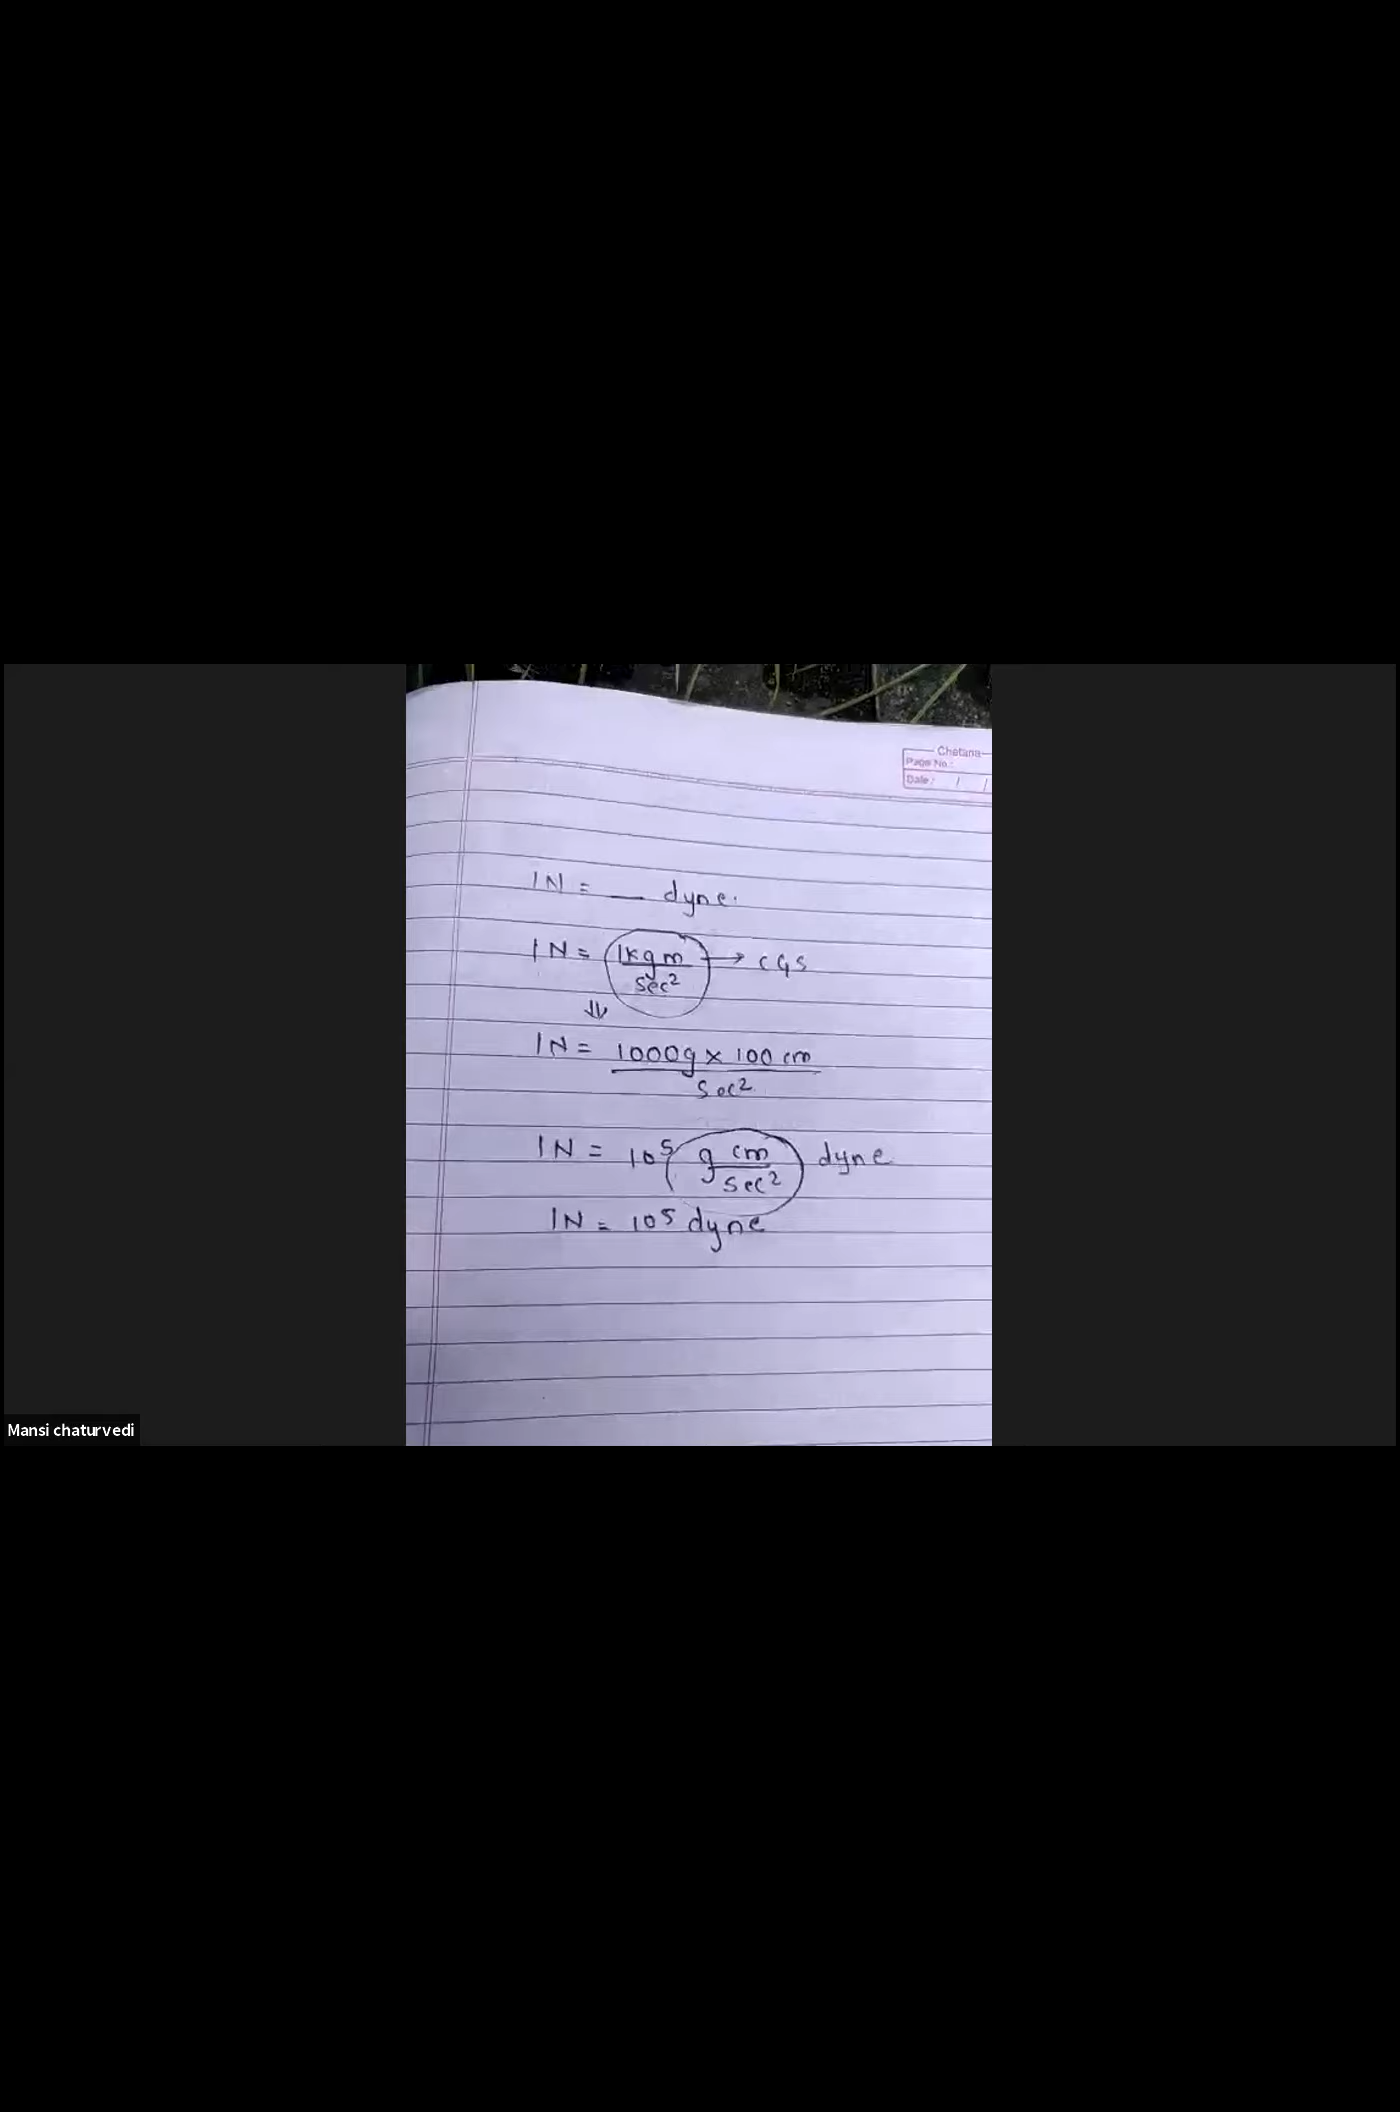 Chetana
Page No.:
Date: / /
1N = __ dyne.
1N = 1kg m / sec² → CGS
⇓
1N = 1000g × 100 cm / sec²
1N = 10⁵ g cm / sec² dyne
1N = 10⁵ dyne
Mansi chaturvedi